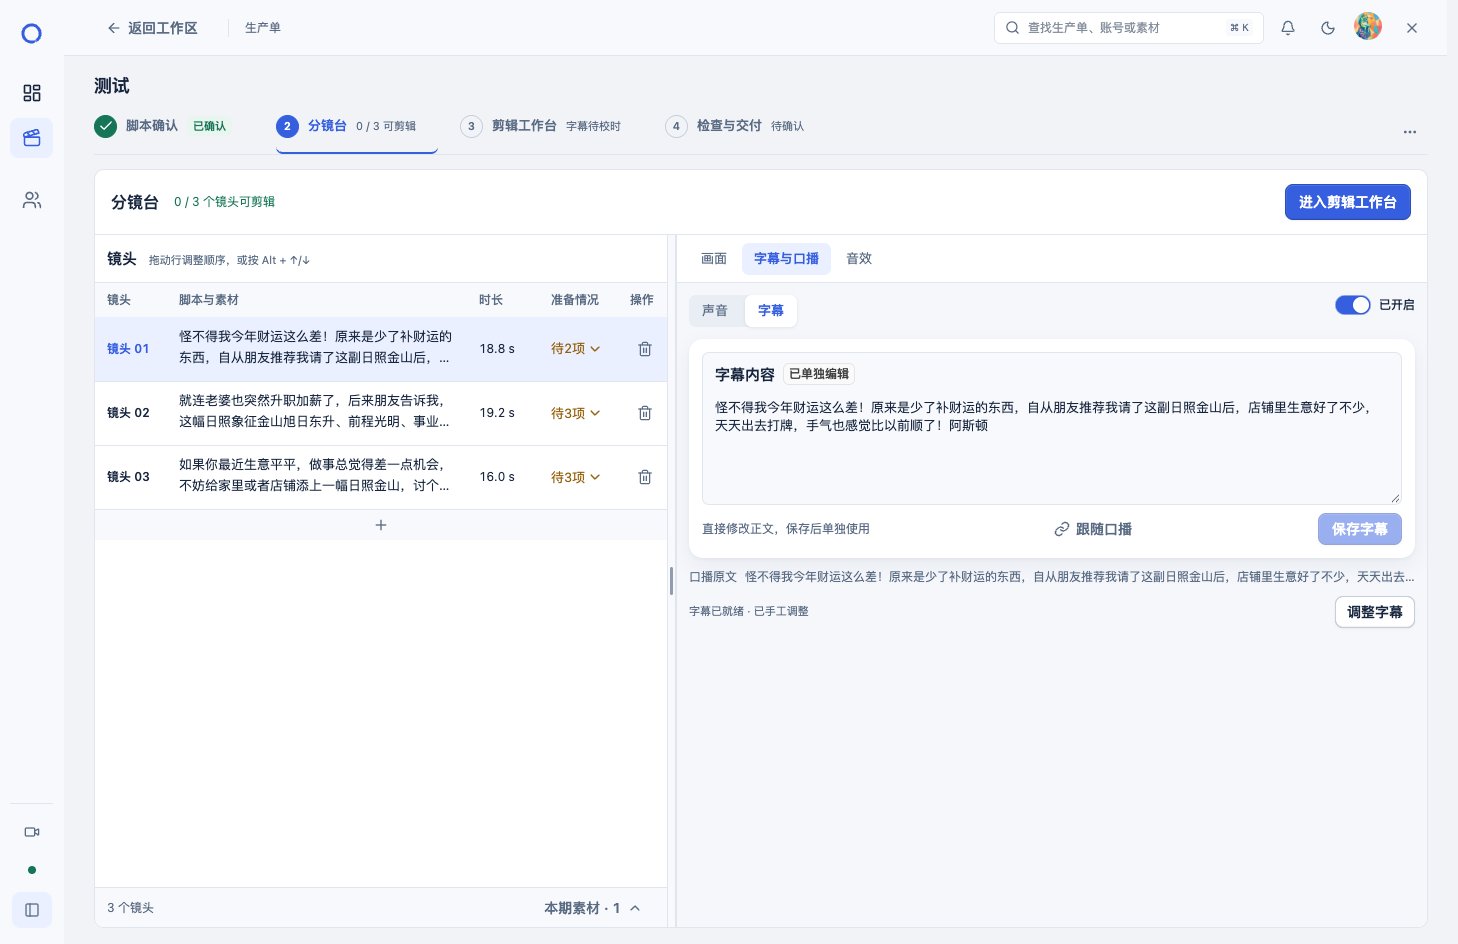 返回工作区
生产单
查找生产单、账号或素材
⌘ K
测试
脚本确认 已确认
2 分镜台 0 / 3 可剪辑
3 剪辑工作台 字幕待校时
4 检查与交付 待确认
分镜台 0 / 3 个镜头可剪辑
进入剪辑工作台
镜头 拖动行调整顺序，或按 Alt + ↑/↓
镜头 脚本与素材 时长 准备情况 操作
镜头 01
怪不得我今年财运这么差！原来是少了补财运的
东西，自从朋友推荐我请了这副日照金山后，...
18.8 s
待2项
镜头 02
就连老婆也突然升职加薪了，后来朋友告诉我，
这幅日照象征金山旭日东升、前程光明、事业...
19.2 s
待3项
镜头 03
如果你最近生意平平，做事总觉得差一点机会，
不妨给家里或者店铺添上一幅日照金山，讨个...
16.0 s
待3项
3 个镜头
本期素材 · 1
画面 字幕与口播 音效
声音 字幕
已开启
字幕内容 已单独编辑
怪不得我今年财运这么差！原来是少了补财运的东西，自从朋友推荐我请了这副日照金山后，店铺里生意好了不少，
天天出去打牌，手气也感觉比以前顺了！阿斯顿
直接修改正文，保存后单独使用
跟随口播
保存字幕
口播原文 怪不得我今年财运这么差！原来是少了补财运的东西，自从朋友推荐我请了这副日照金山后，店铺里生意好了不少，天天出去...
字幕已就绪 · 已手工调整
调整字幕